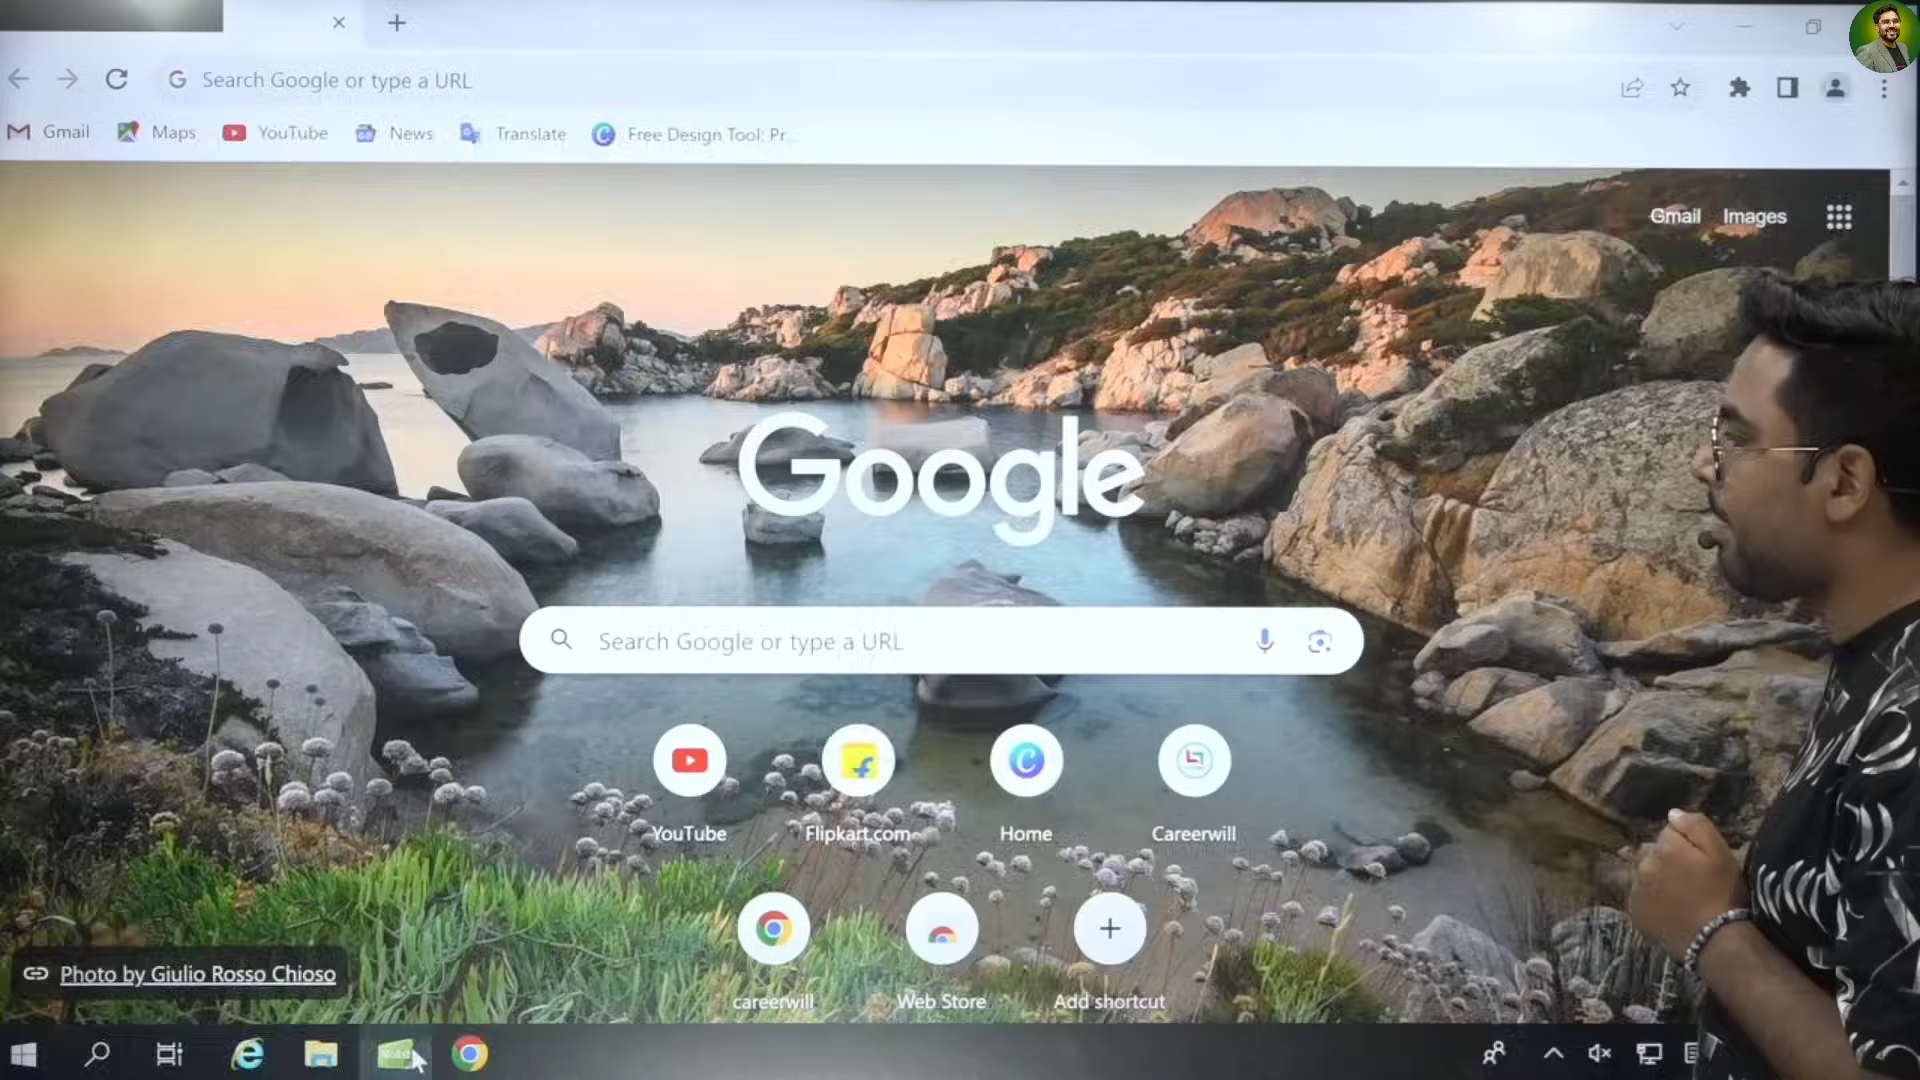 Search Google or type a URL
Gmail Maps YouTube News Translate Free Design Tool: Pr...
Gmail Images
Google
Search Google or type a URL
YouTube Flipkart.com Home Careerwill
careerwill Web Store Add shortcut
Photo by Giulio Rosso Chioso